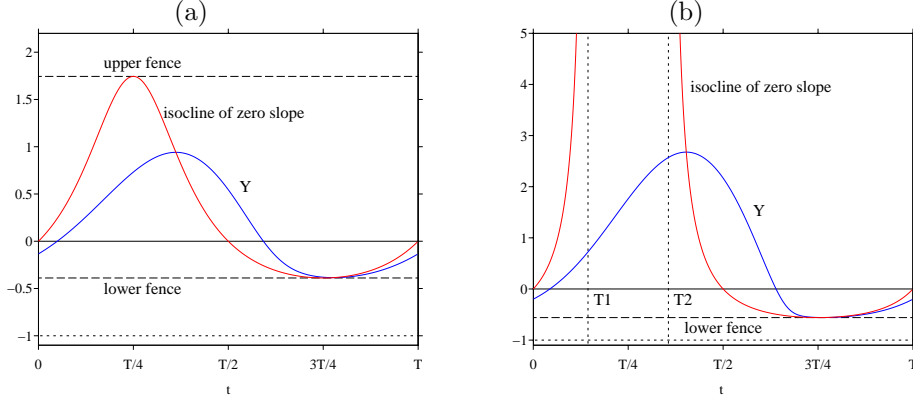 (a)
2
upper fence
1.5
isocline of zero slope
1
Y
0.5
0
lower fence
−0.5
−1
0
T/4
T/2
3T/4
T
t
(b)
5
4
isocline of zero slope
3
2
Y
1
0
T1
T2
lower fence
−1
0
T/4
T/2
3T/4
T
t